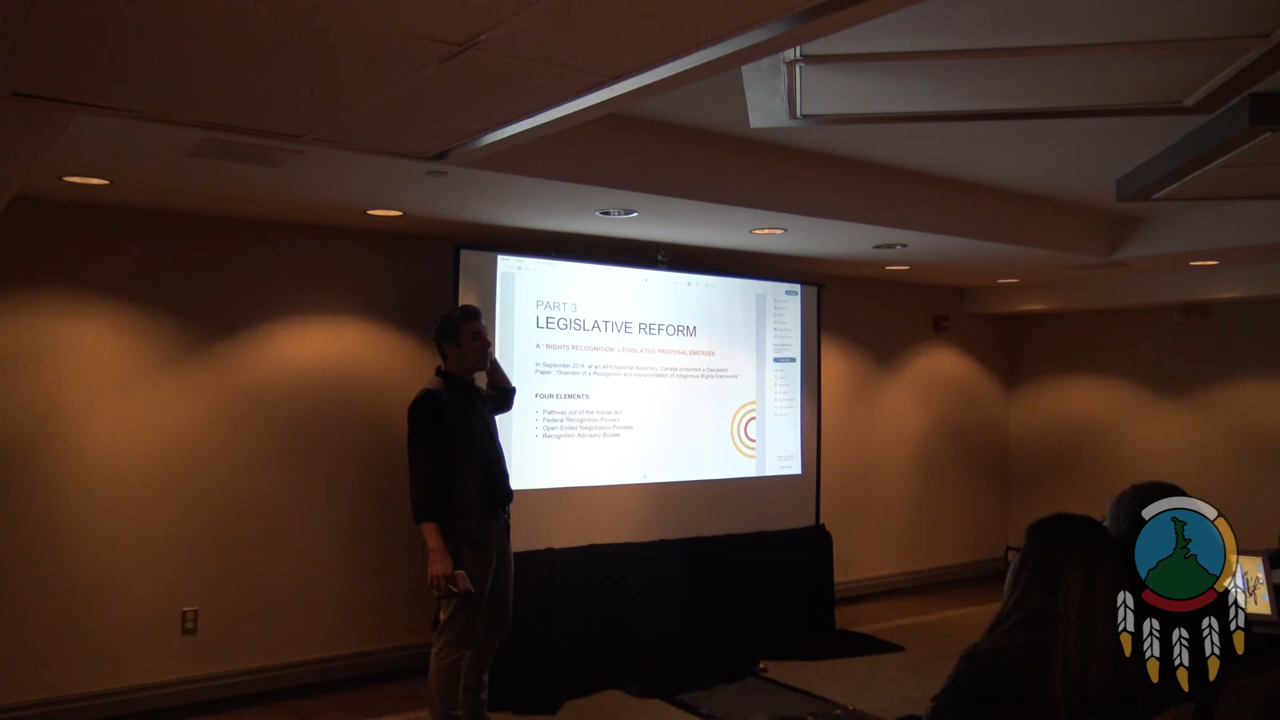 PART 3
LEGISLATIVE REFORM
A "RIGHTS RECOGNITION" LEGISLATIVE PROPOSAL EMERGES
In September 2018, at an AFN National Assembly, Canada presented a Discussion
Paper: "Overview of a Recognition and Implementation of Indigenous Rights Framework"
FOUR ELEMENTS:
• Pathway out of the Indian Act
• Federal Recognition Powers
• Open-Ended Negotiation Process
• Recognition Advisory Bodies